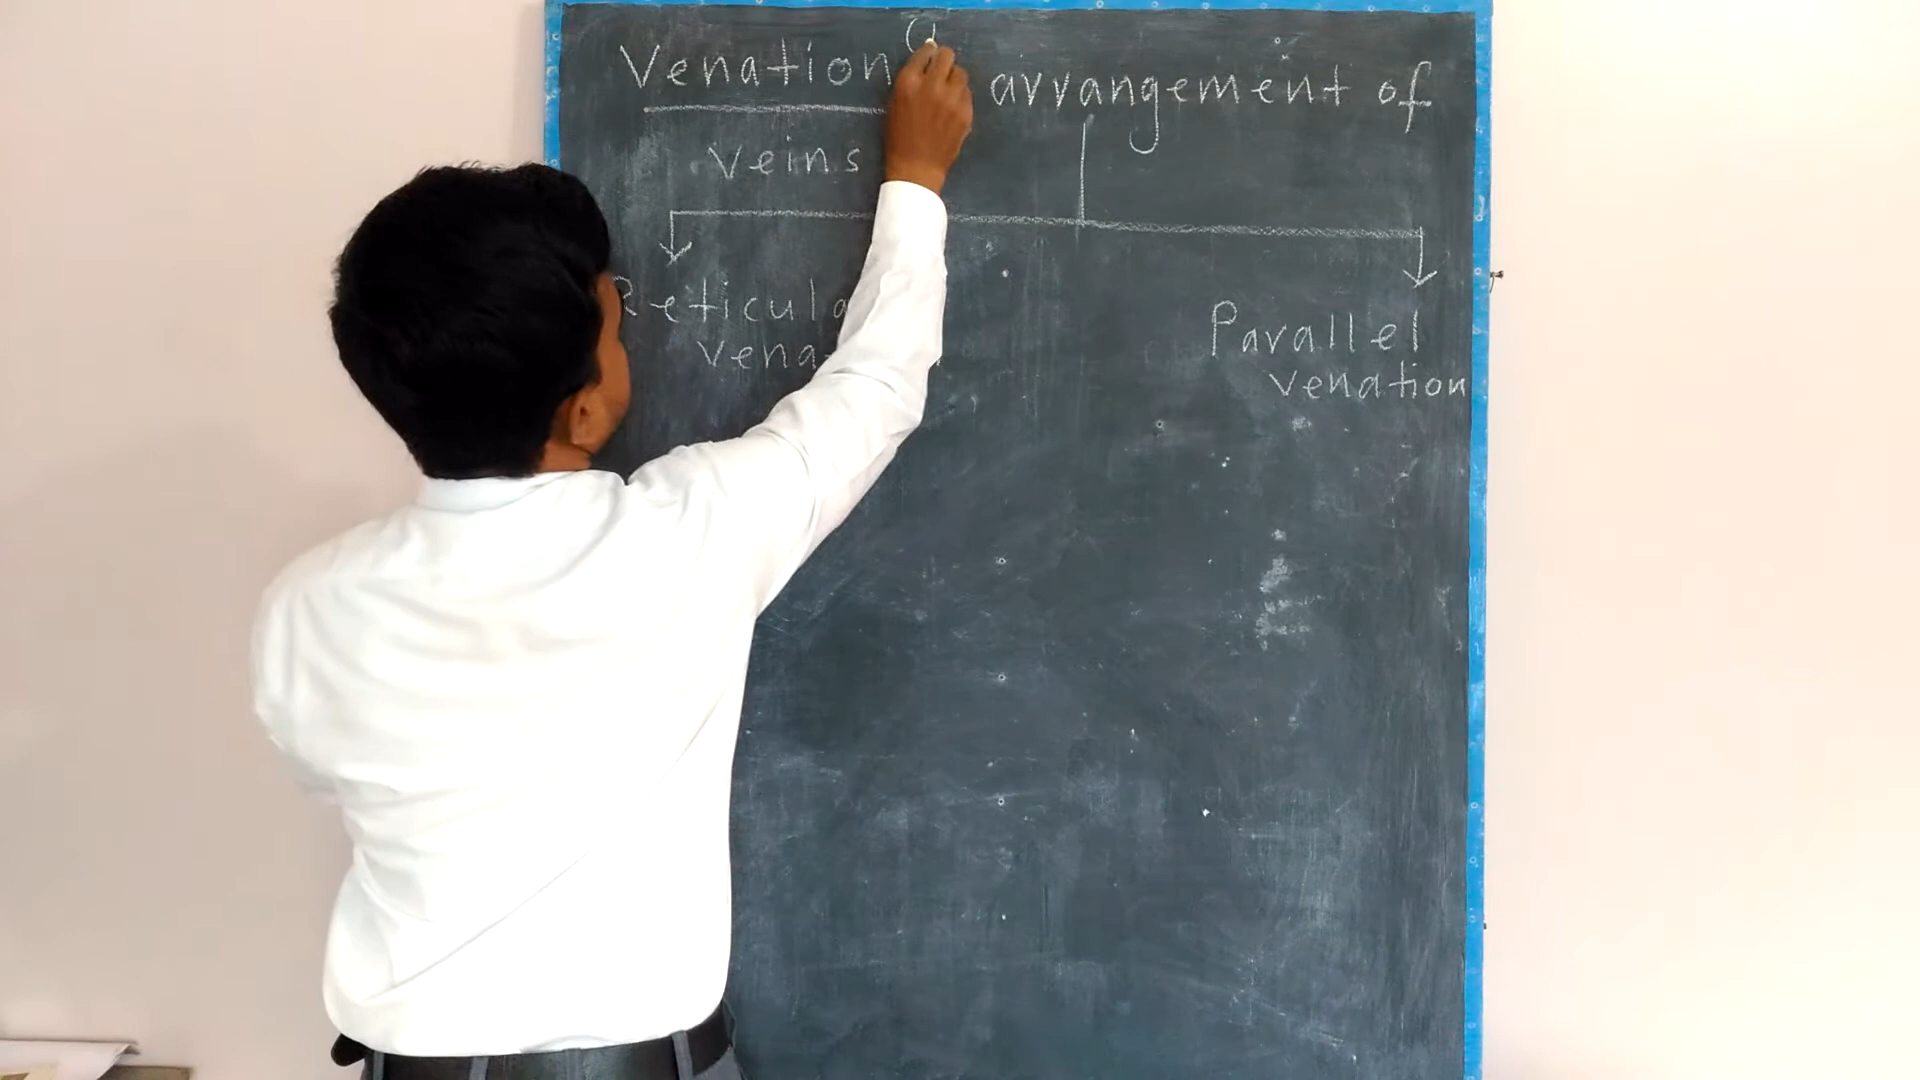 Venation arrangement of
veins
Parallel
venation